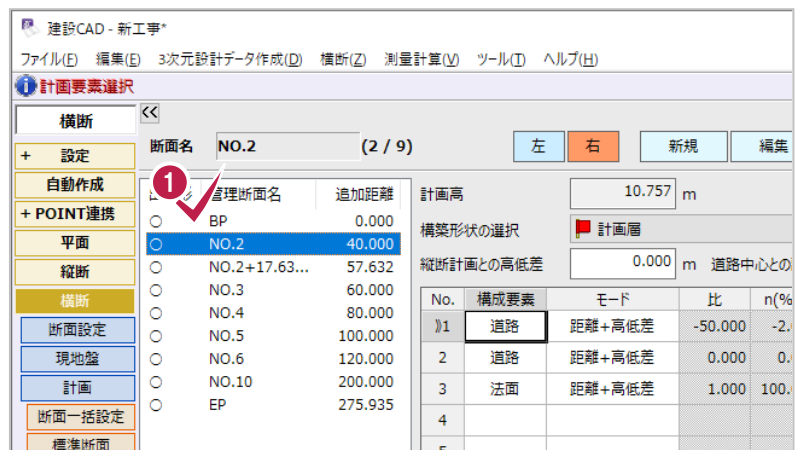 建設CAD - 新工事*
ファイル(F) 編集(E) 3次元設計データ作成(D) 横断(Z) 測量計算(V) ツール(T) ヘルプ(H)
計画要素選択
横断
<<
+ 設定
自動作成
+ POINT連携
平面
縦断
横断
断面設定
現地盤
計画
断面一括設定
標準断面
断面名 NO.2 (2 / 9)
左 右 新規 編集
1
管理断面名 追加距離
○ BP 0.000
○ NO.2 40.000
○ NO.2+17.63... 57.632
○ NO.3 60.000
○ NO.4 80.000
○ NO.5 100.000
○ NO.6 120.000
○ NO.10 200.000
○ EP 275.935
計画高 10.757 m
構築形状の選択 計画層
縦断計画との高低差 0.000 m 道路中心との
No. 構成要素 モード 比 n(%
》1 道路 距離+高低差 -50.000 -2.
2 道路 距離+高低差 0.000 0.
3 法面 距離+高低差 1.000 100.
4